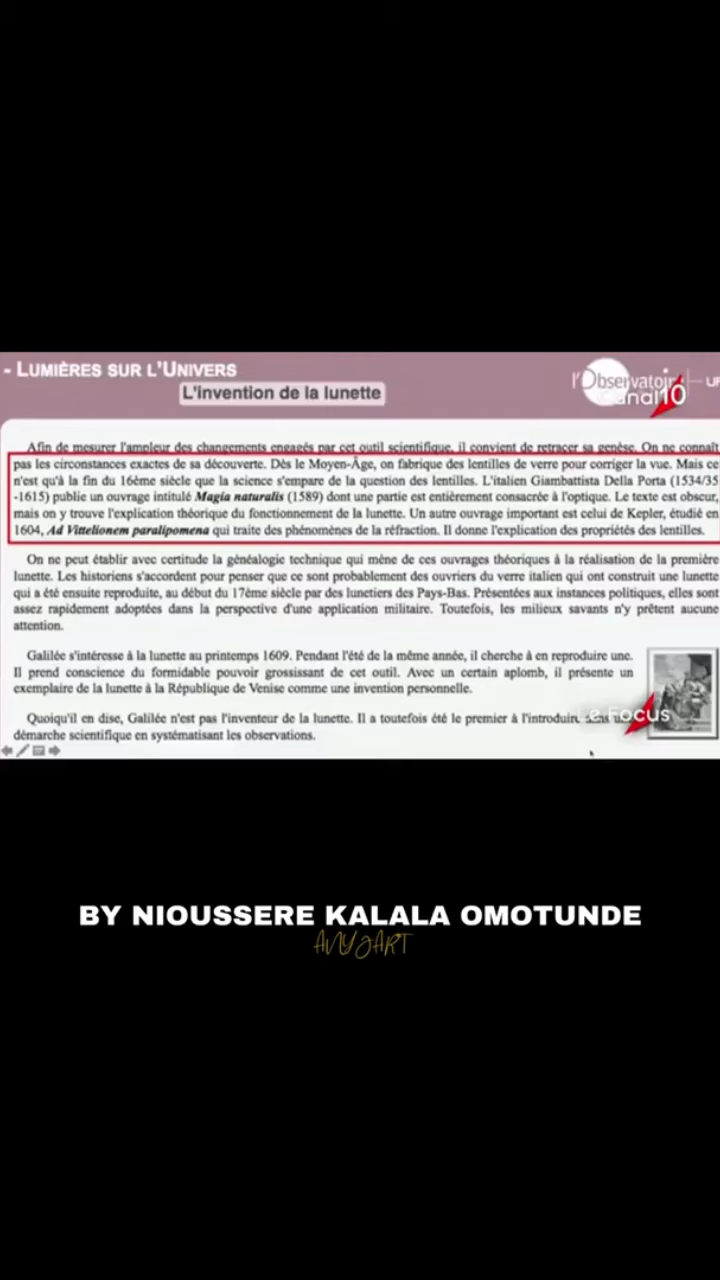 - LUMIÈRES SUR L'UNIVERS
L'invention de la lunette
l'Observatoire
Canal10
Afin de mesurer l'ampleur des changements engagés par cet outil scientifique, il convient de retracer sa genèse. On ne connaît
pas les circonstances exactes de sa découverte. Dès le Moyen-Âge, on fabrique des lentilles de verre pour corriger la vue. Mais ce
n'est qu'à la fin du 16ème siècle que la science s'empare de la question des lentilles. L'italien Giambattista Della Porta (1534/35
-1615) publie un ouvrage intitulé Magia naturalis (1589) dont une partie est entièrement consacrée à l'optique. Le texte est obscur,
mais on y trouve l'explication théorique du fonctionnement de la lunette. Un autre ouvrage important est celui de Kepler, étudié en
1604, Ad Vittelionem paralipomena qui traite des phénomènes de la réfraction. Il donne l'explication des propriétés des lentilles.
On ne peut établir avec certitude la généalogie technique qui mène de ces ouvrages théoriques à la réalisation de la première
lunette. Les historiens s'accordent pour penser que ce sont probablement des ouvriers du verre italien qui ont construit une lunette
qui a été ensuite reproduite, au début du 17ème siècle par des lunetiers des Pays-Bas. Présentées aux instances politiques, elles sont
assez rapidement adoptées dans la perspective d'une application militaire. Toutefois, les milieux savants n'y prêtent aucune
attention.
Galilée s'intéresse à la lunette au printemps 1609. Pendant l'été de la même année, il cherche à en reproduire une.
Il prend conscience du formidable pouvoir grossissant de cet outil. Avec un certain aplomb, il présente un
exemplaire de la lunette à la République de Venise comme une invention personnelle.
Quoiqu'il en dise, Galilée n'est pas l'inventeur de la lunette. Il a toutefois été le premier à l'introduire
Le Focus
démarche scientifique en systématisant les observations.
BY NIOUSSERE KALALA OMOTUNDE
ANYJART